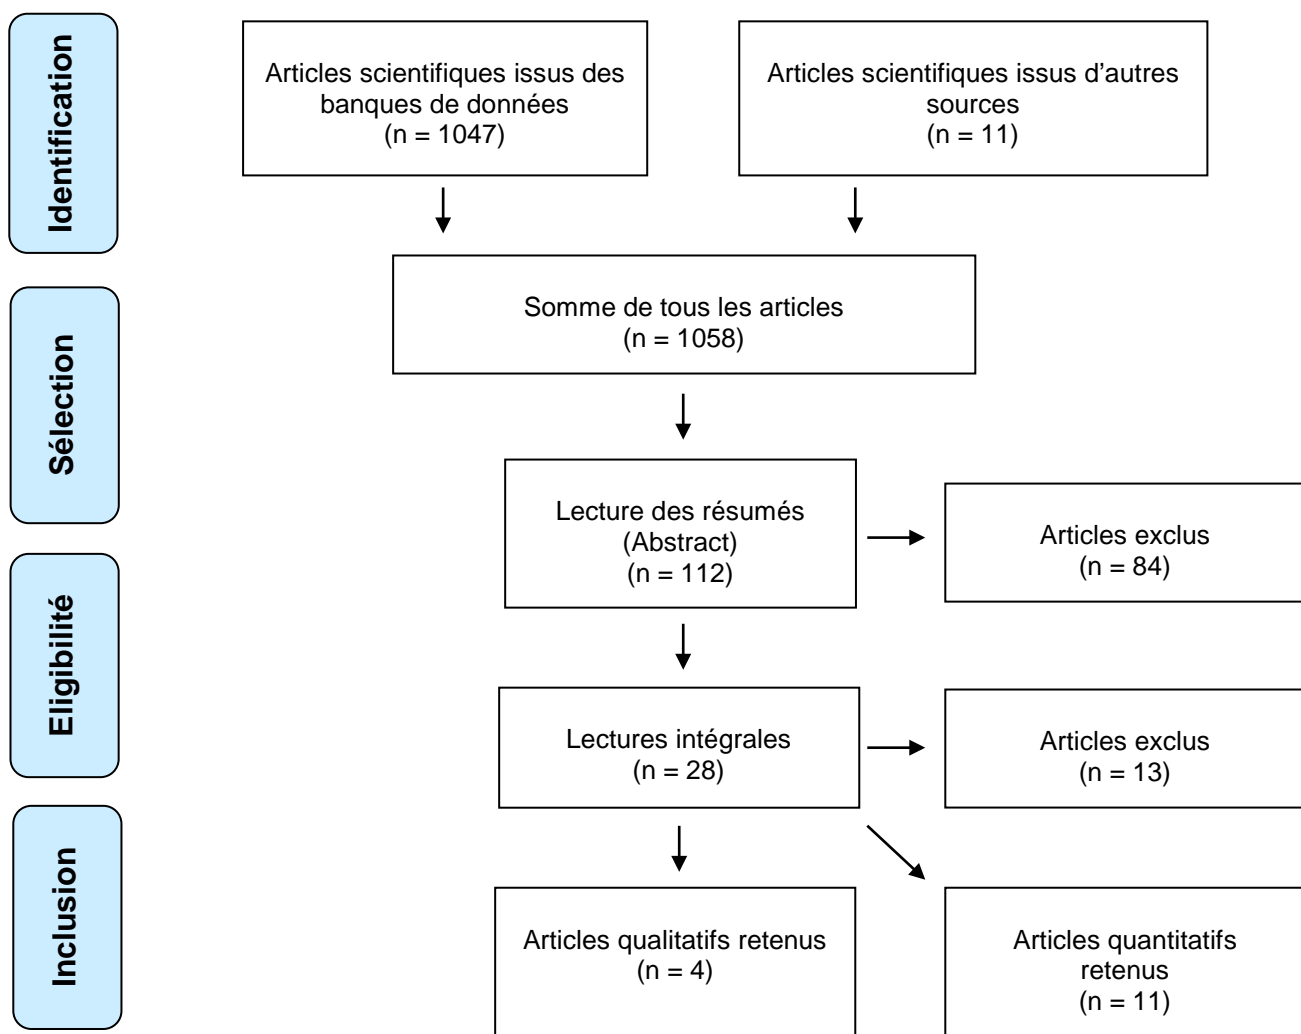 Identification
Articles scientifiques issus des
banques de données
(n = 1047)
Articles scientifiques issus d’autres
sources
(n = 11)
Sélection
Somme de tous les articles
(n = 1058)
Lecture des résumés
(Abstract)
(n = 112)
Articles exclus
(n = 84)
Eligibilité
Lectures intégrales
(n = 28)
Articles exclus
(n = 13)
Inclusion
Articles qualitatifs retenus
(n = 4)
Articles quantitatifs
retenus
(n = 11)